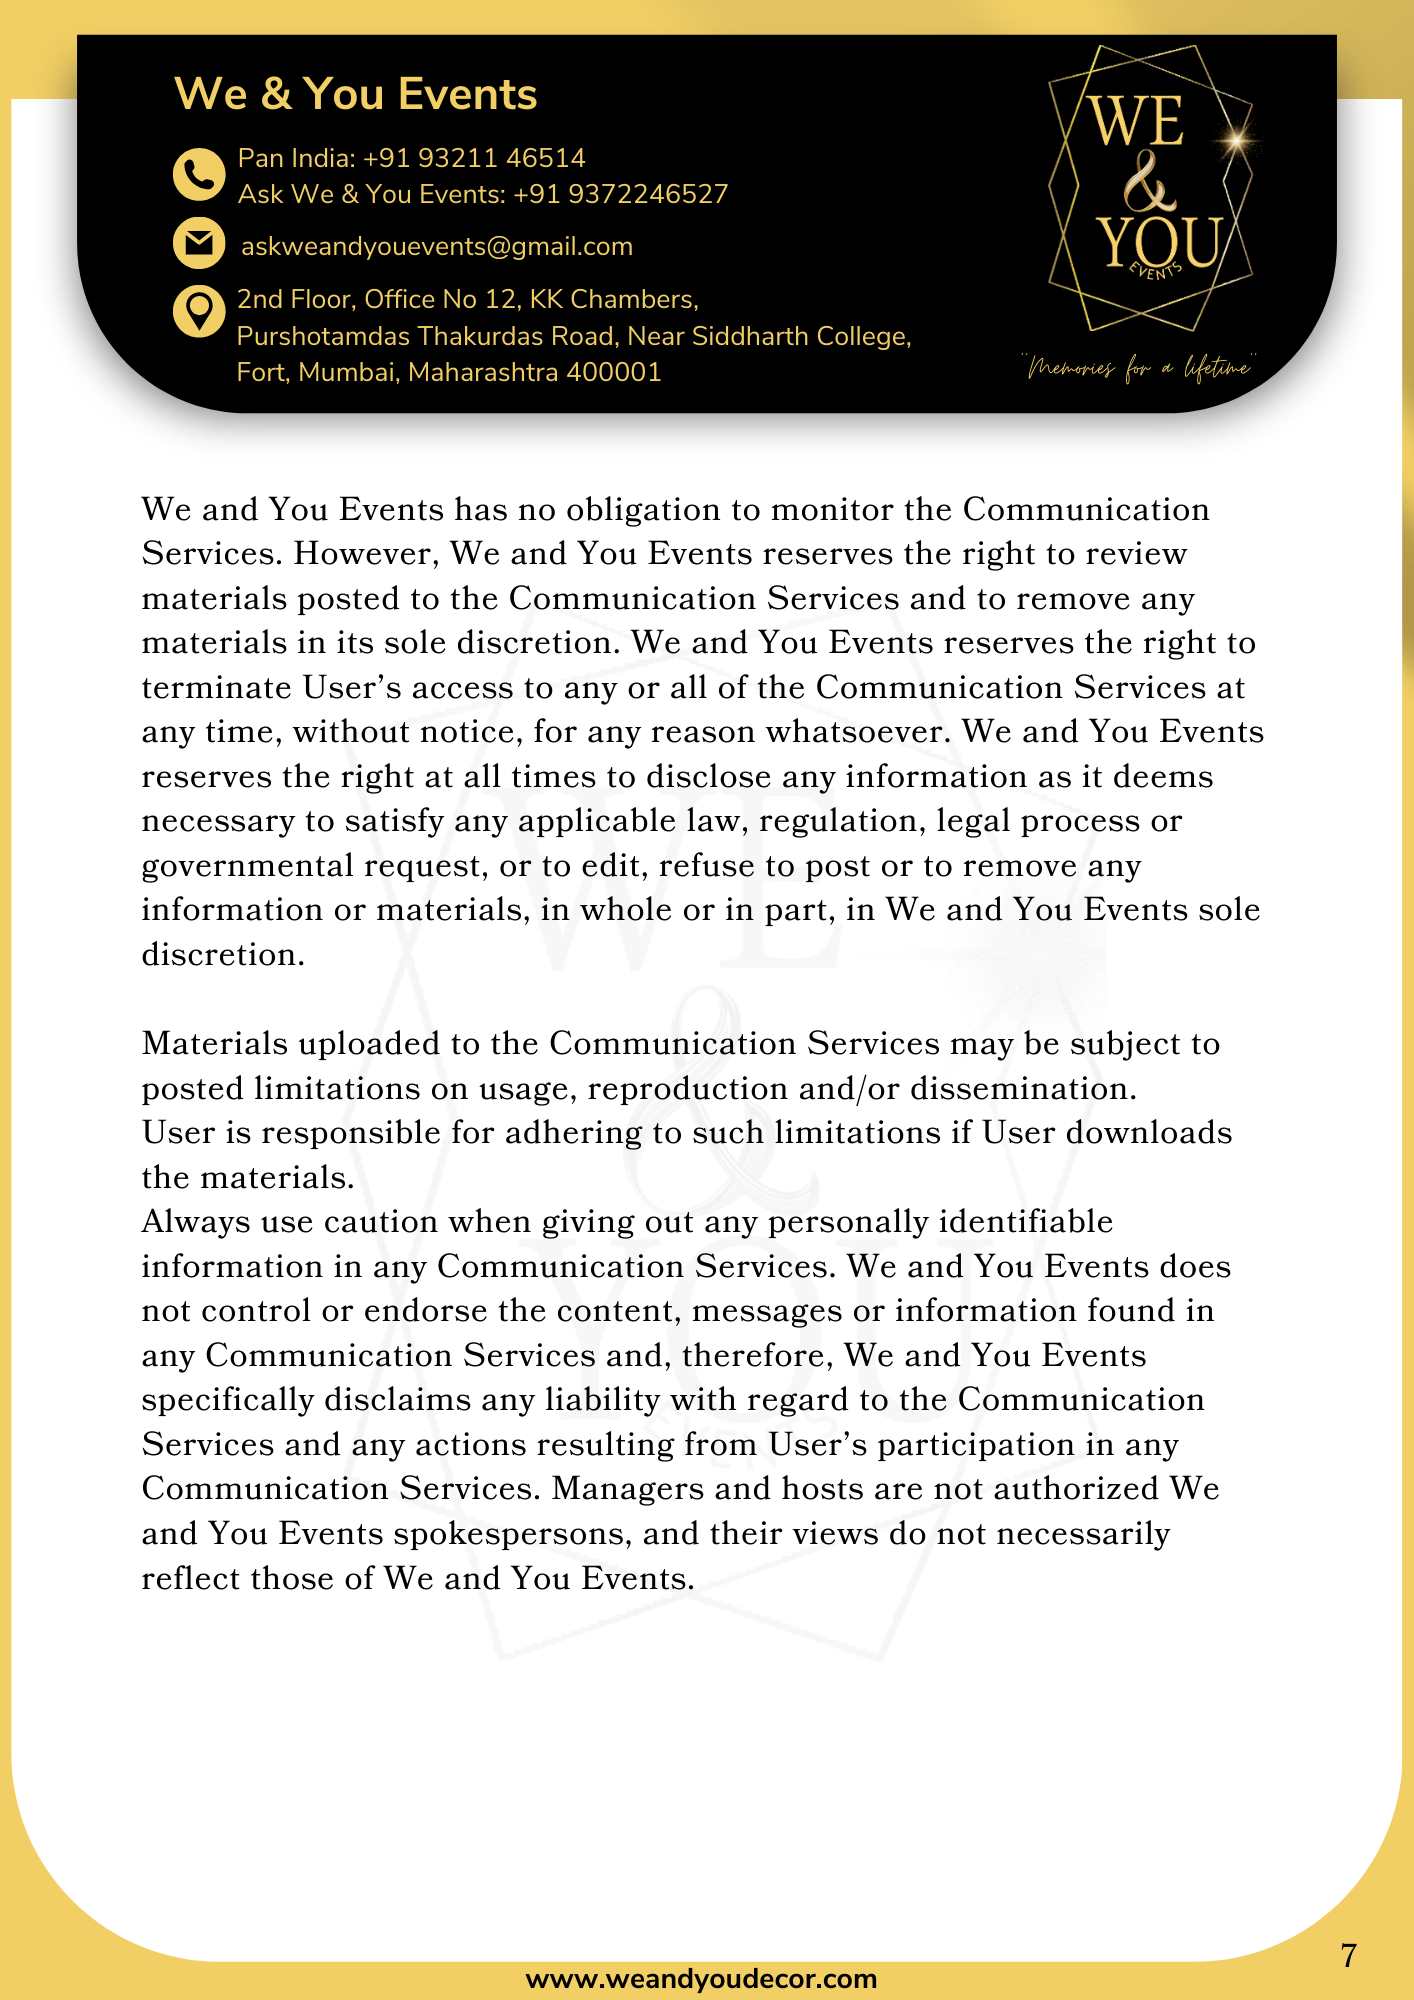 We & You Events
Pan India: +91 93211 46514
Ask We & You Events: +91 9372246527
askweandyouevents@gmail.com
2nd Floor, Office No 12, KK Chambers,
Purshotamdas Thakurdas Road, Near Siddharth College,
Fort, Mumbai, Maharashtra 400001
WE
&
YOU
EVENTS
"Memories for a lifetime"
We and You Events has no obligation to monitor the Communication
Services. However, We and You Events reserves the right to review
materials posted to the Communication Services and to remove any
materials in its sole discretion. We and You Events reserves the right to
terminate User’s access to any or all of the Communication Services at
any time, without notice, for any reason whatsoever. We and You Events
reserves the right at all times to disclose any information as it deems
necessary to satisfy any applicable law, regulation, legal process or
governmental request, or to edit, refuse to post or to remove any
information or materials, in whole or in part, in We and You Events sole
discretion.
Materials uploaded to the Communication Services may be subject to
posted limitations on usage, reproduction and/or dissemination.
User is responsible for adhering to such limitations if User downloads
the materials.
Always use caution when giving out any personally identifiable
information in any Communication Services. We and You Events does
not control or endorse the content, messages or information found in
any Communication Services and, therefore, We and You Events
specifically disclaims any liability with regard to the Communication
Services and any actions resulting from User’s participation in any
Communication Services. Managers and hosts are not authorized We
and You Events spokespersons, and their views do not necessarily
reflect those of We and You Events.
WE
&
YOU
EVENTS
7
www.weandyoudecor.com